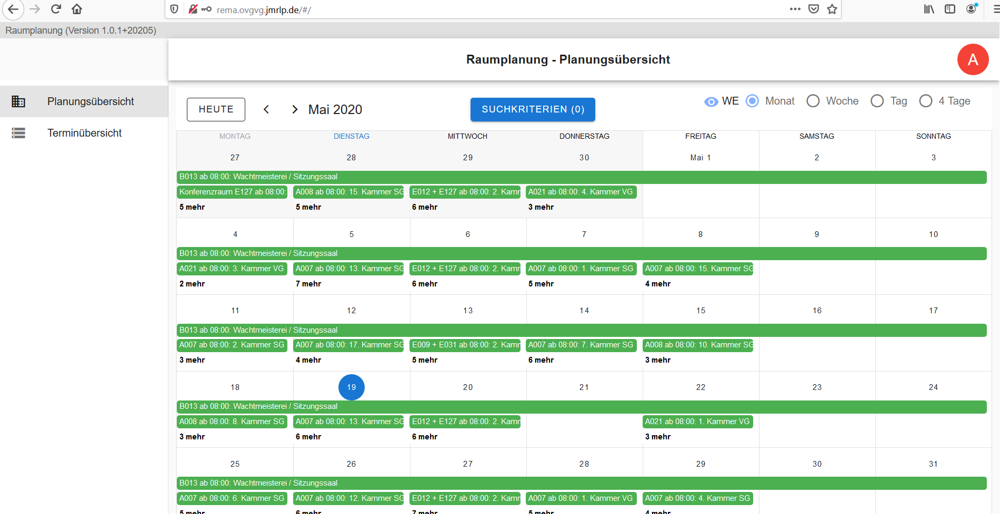 rema.ovgvg.jmrlp.de/#/
Raumplanung (Version 1.0.1+20205)
Raumplanung - Planungsübersicht
A
Planungsübersicht
Terminübersicht
HEUTE
Mai 2020
SUCHKRITERIEN (0)
WE
Monat
Woche
Tag
4 Tage
MONTAG DIENSTAG MITTWOCH DONNERSTAG FREITAG SAMSTAG SONNTAG
27 28 29 30 Mai 1 2 3
B013 ab 08:00: Wachtmeisterei / Sitzungssaal
Konferenzraum E127 ab 08:00: A008 ab 08:00: 15. Kammer SG E012 + E127 ab 08:00: 2. Kamm A021 ab 08:00: 4. Kammer VG
5 mehr 5 mehr 6 mehr 3 mehr
4 5 6 7 8 9 10
B013 ab 08:00: Wachtmeisterei / Sitzungssaal
A021 ab 08:00: 3. Kammer VG A007 ab 08:00: 13. Kammer SG E012 + E127 ab 08:00: 2. Kamm A007 ab 08:00: 1. Kammer SG A007 ab 08:00: 15. Kammer SG
2 mehr 7 mehr 6 mehr 5 mehr 4 mehr
11 12 13 14 15 16 17
B013 ab 08:00: Wachtmeisterei / Sitzungssaal
A007 ab 08:00: 2. Kammer SG A007 ab 08:00: 17. Kammer SG E009 + E031 ab 08:00: 2. Kamm A007 ab 08:00: 7. Kammer SG A008 ab 08:00: 10. Kammer SG
3 mehr 4 mehr 5 mehr 6 mehr 3 mehr
18 19 20 21 22 23 24
B013 ab 08:00: Wachtmeisterei / Sitzungssaal
A008 ab 08:00: 8. Kammer SG A007 ab 08:00: 13. Kammer SG E012 + E127 ab 08:00: 2. Kamm A021 ab 08:00: 1. Kammer VG
3 mehr 6 mehr 6 mehr 3 mehr
25 26 27 28 29 30 31
B013 ab 08:00: Wachtmeisterei / Sitzungssaal
A007 ab 08:00: 6. Kammer SG A007 ab 08:00: 12. Kammer SG E012 + E127 ab 08:00: 2. Kamm A007 ab 08:00: 1. Kammer VG A007 ab 08:00: 4. Kammer SG
5 mehr 6 mehr 7 mehr 5 mehr 4 mehr